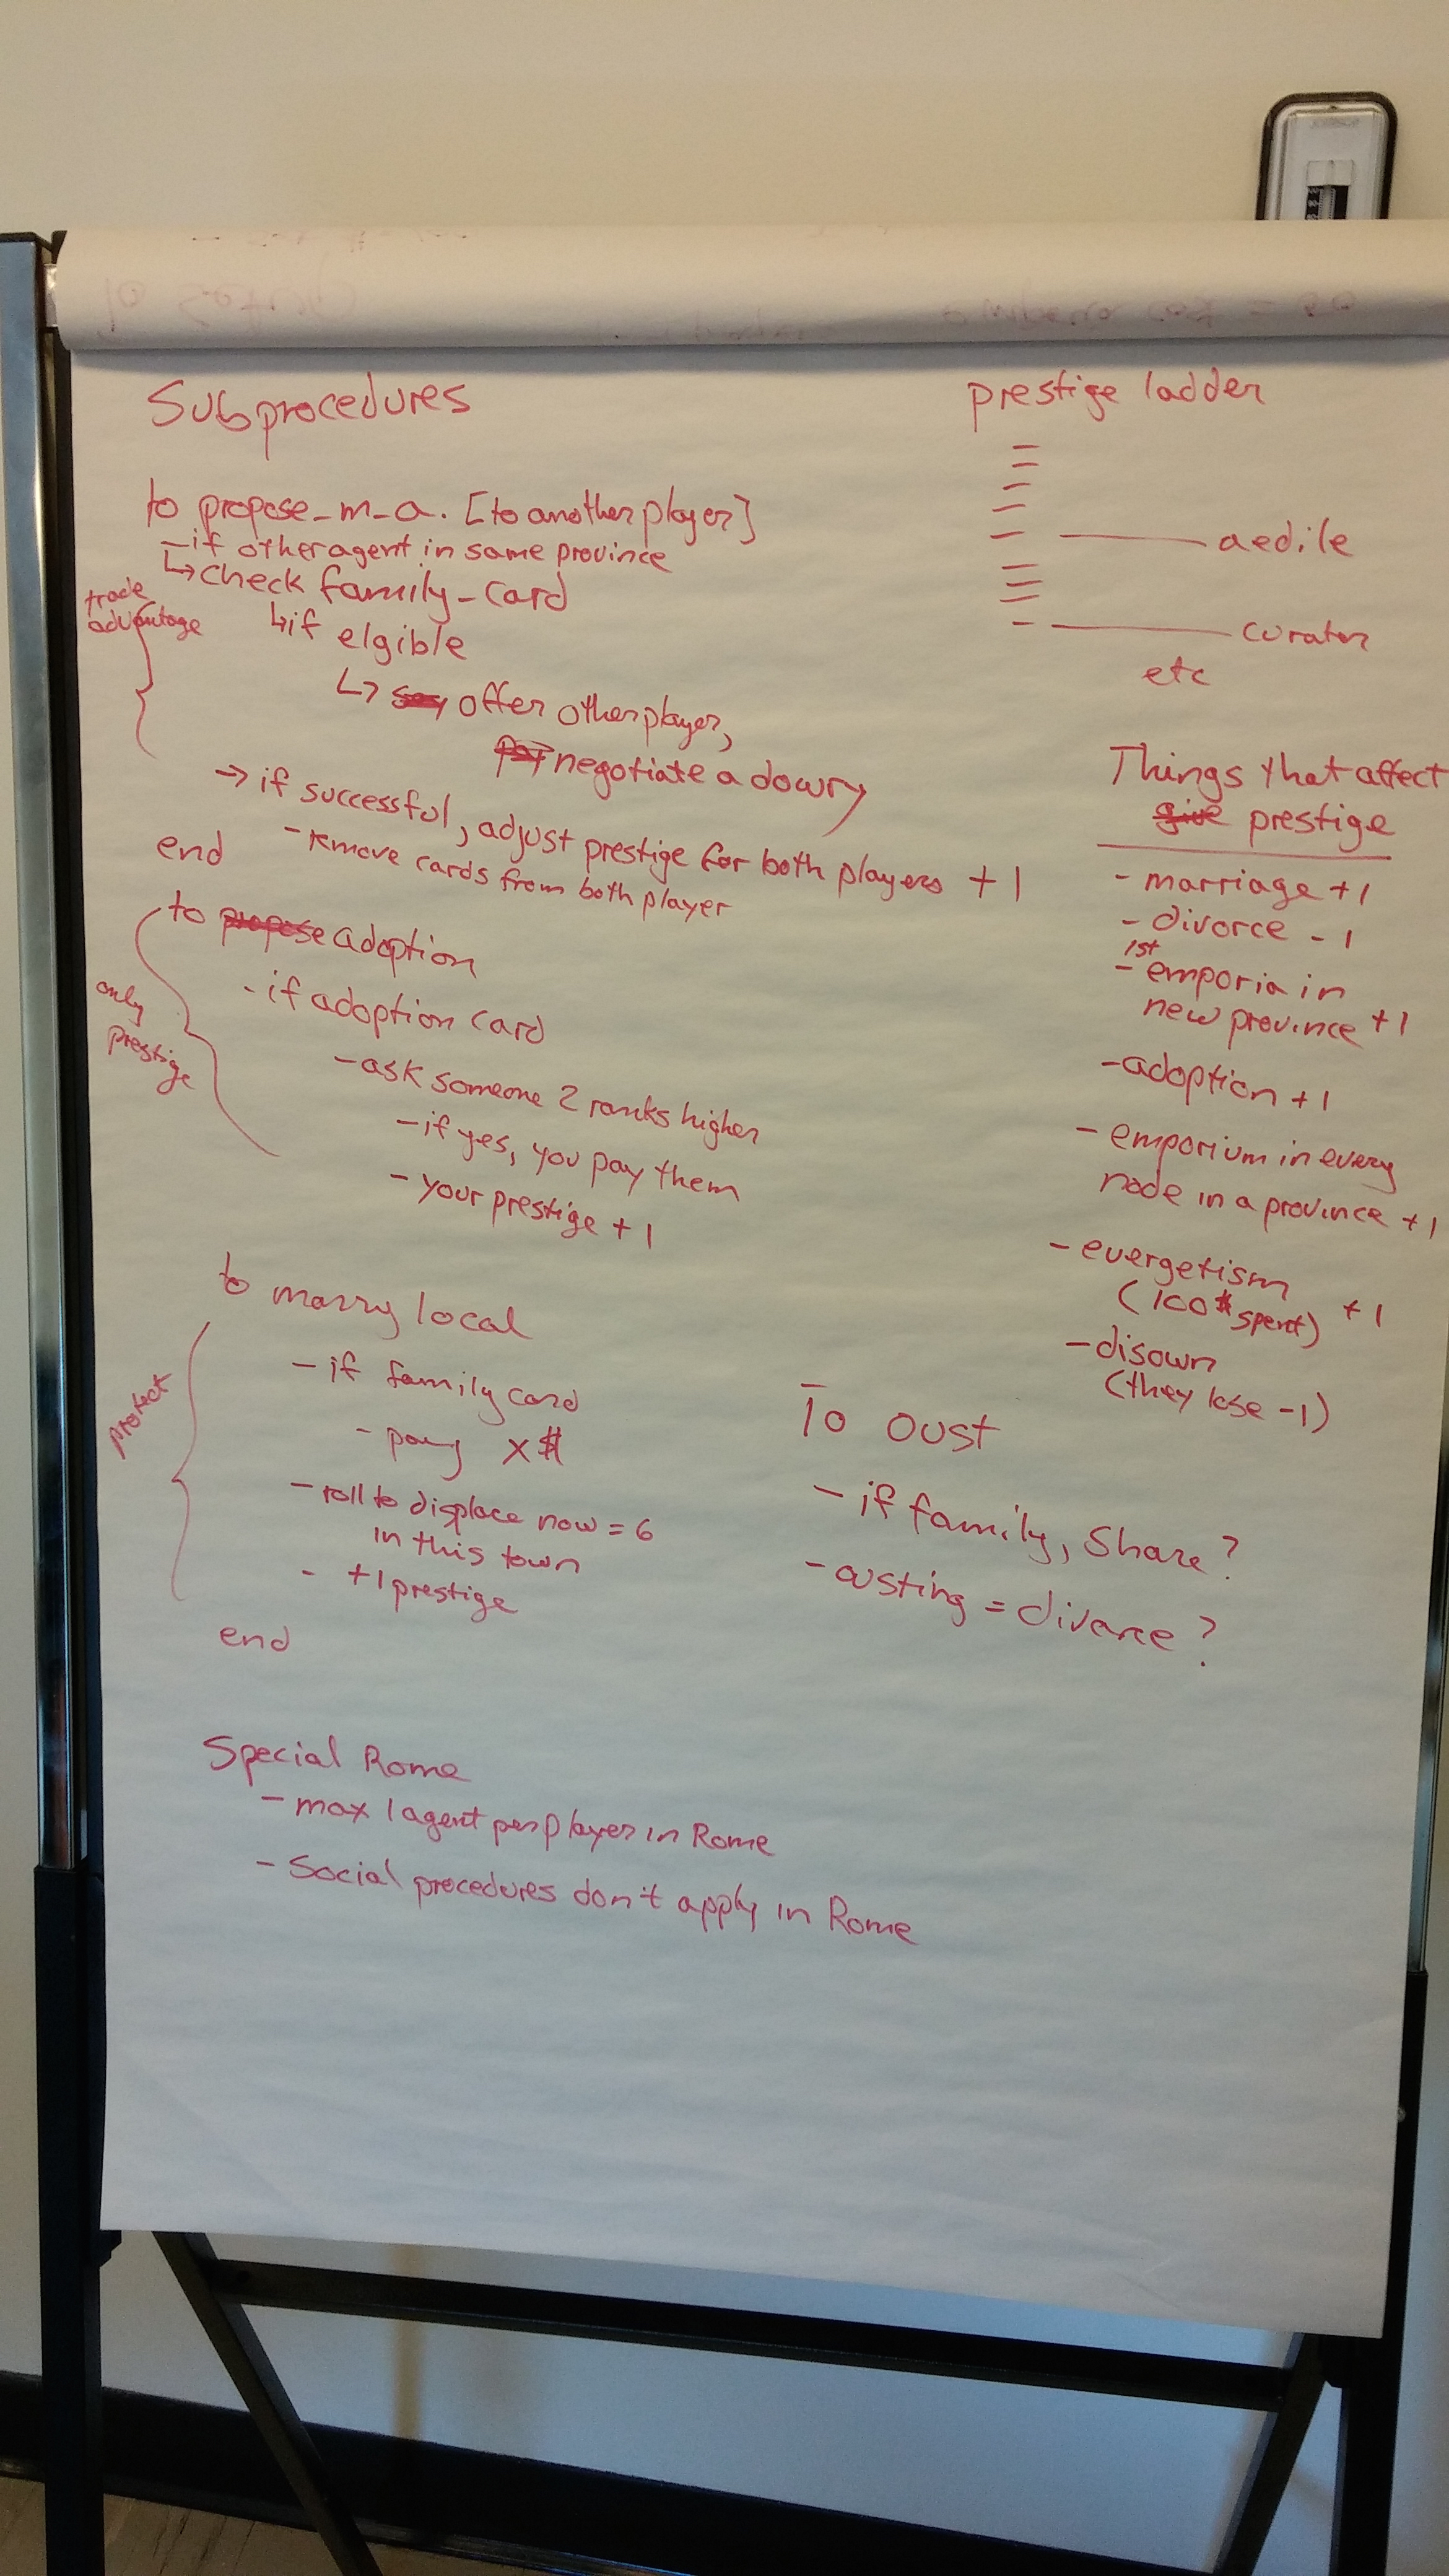 Subprocedures
to propose_m_a. [to another player]
- if other agent in same province
↳ check family_card
trade
advantage
↳ if elgible
↳ offer other player,
negotiate a dowry
→ if successful, adjust prestige for both players +1
- remove cards from both player
end
to propose adoption
only
prestige
- if adoption card
- ask someone 2 ranks higher
- if yes, you pay them
- your prestige +1
to marry local
protect
- if family card
- pay x$
- roll to displace now = 6
in this town
- +1 prestige
end
Special Rome
- max 1 agent per player in Rome
- Social procedures don't apply in Rome
prestige ladder
aedile
curator
etc
Things that affect
give prestige
- marriage +1
- divorce -1
1st
- emporia in
new province +1
- adoption +1
- emporium in every
node in a province +1
- euergetism
(100$ spent) +1
- disown
(they lose -1)
To oust
- if family, share?
- ousting = divorce?